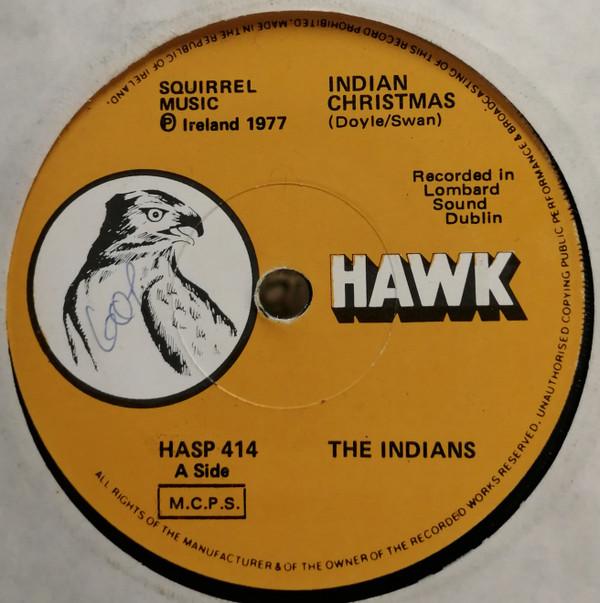 SQUIRREL
MUSIC
Ⓟ Ireland 1977
INDIAN
CHRISTMAS
(Doyle/Swan)
Recorded in
Lombard
Sound
Dublin
HAWK
HASP 414
A Side
M.C.P.S.
THE INDIANS
ALL RIGHTS OF THE MANUFACTURER & OF THE OWNER OF THE RECORDED WORKS RESERVED. UNAUTHORISED COPYING PUBLIC PERFORMANCE & BROADCASTING OF THIS RECORD PROHIBITED. MADE IN THE REPUBLIC OF IRELAND.